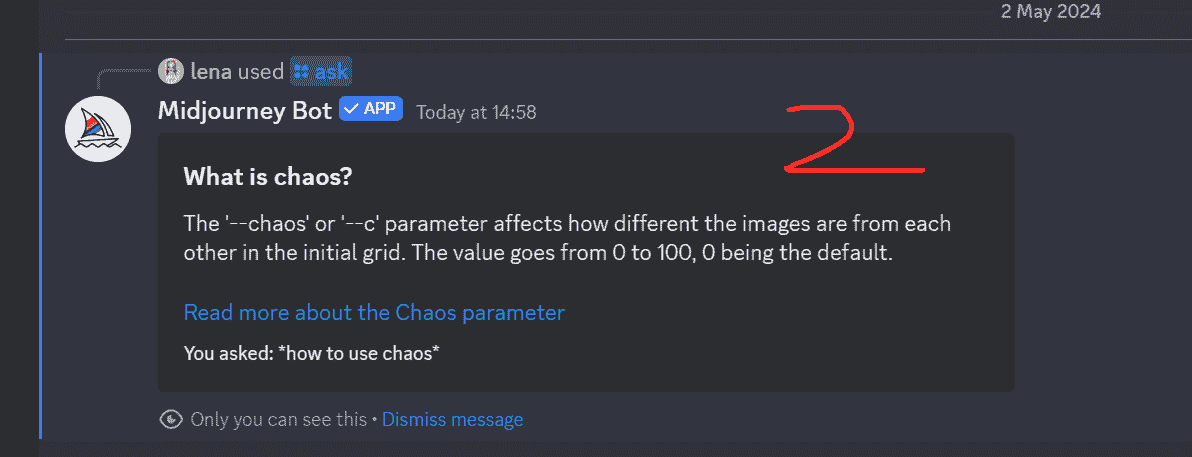 2 May 2024
lena used ask
Midjourney Bot APP Today at 14:58
2
What is chaos?
The '--chaos' or '--c' parameter affects how different the images are from each
other in the initial grid. The value goes from 0 to 100, 0 being the default.
Read more about the Chaos parameter
You asked: *how to use chaos*
Only you can see this • Dismiss message